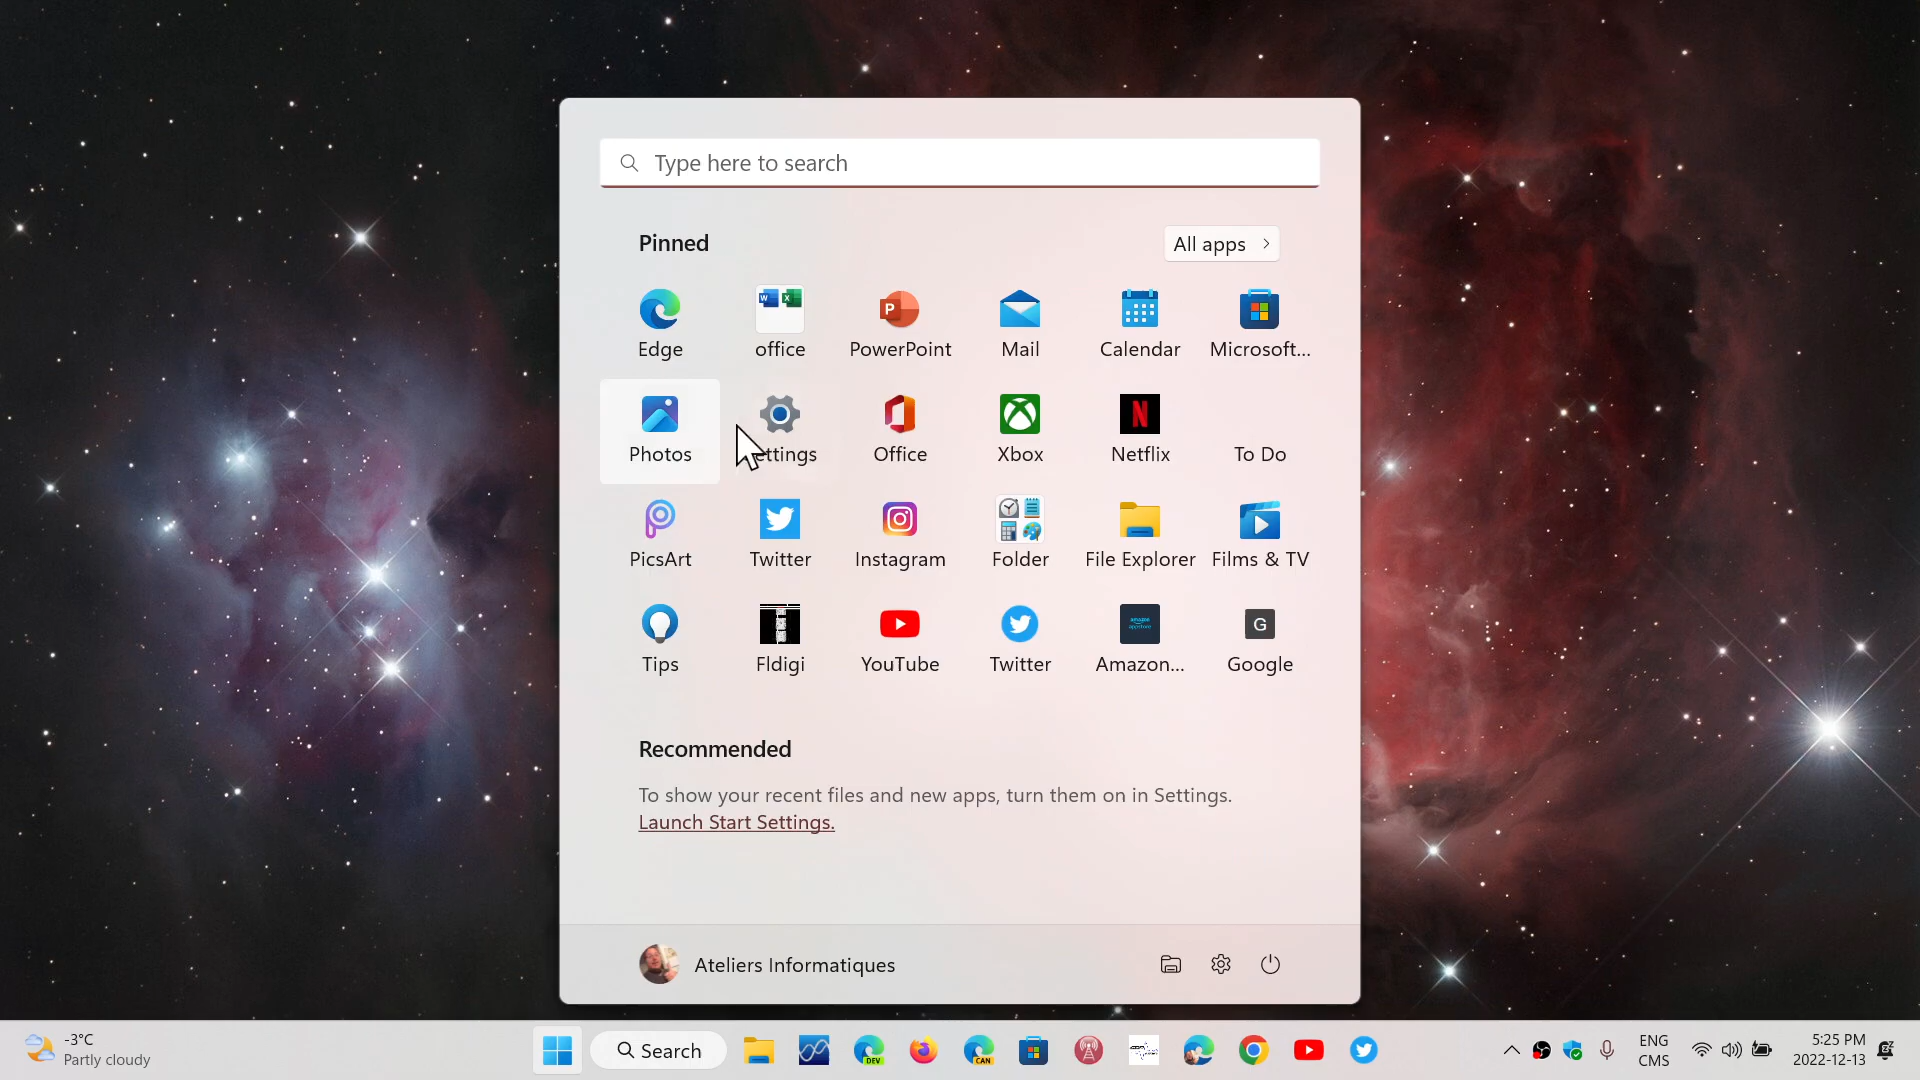 Type here to search
Pinned
All apps
Edge
office
PowerPoint
Mail
Calendar
Microsoft...
Photos
ettings
Office
Xbox
Netflix
To Do
PicsArt
Twitter
Instagram
Folder
File Explorer
Films & TV
Tips
Fldigi
YouTube
Twitter
Amazon...
Google
Recommended
To show your recent files and new apps, turn them on in Settings.
Launch Start Settings.
Ateliers Informatiques
-3°C
Partly cloudy
Search
DEV
CAN
ENG
CMS
5:25 PM
2022-12-13